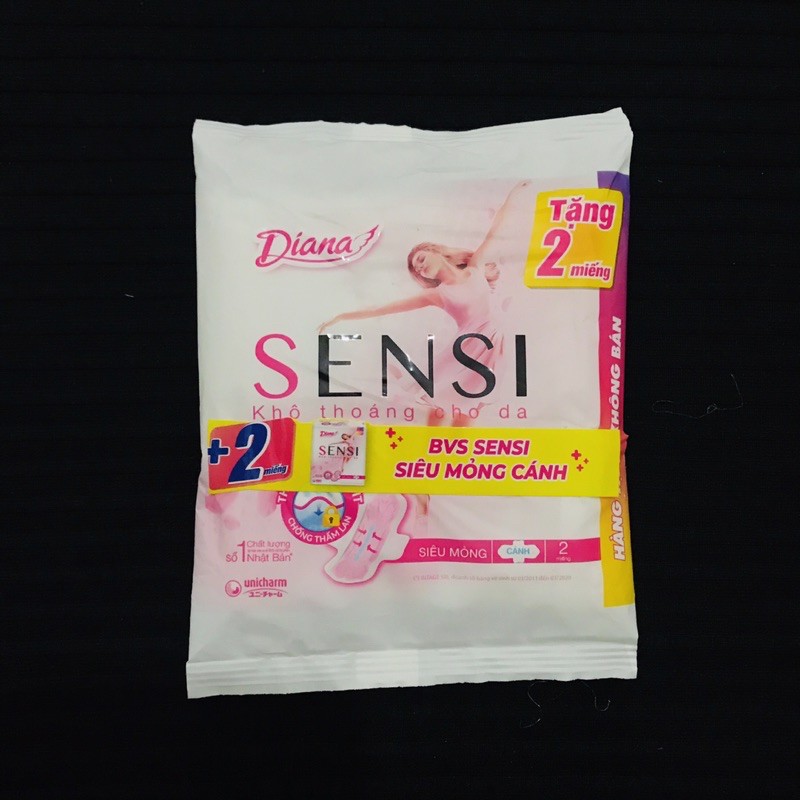 Diana
Tặng
2 miếng
SENSI
Khô thoáng cho da
KHÔNG BÁN
HÀNG
+2 miếng
Diana
SENSI
BVS SENSI
SIÊU MỎNG CÁNH
CHỐNG THẤM LAN
Số 1 Chất lượng
Nhật Bản*
SIÊU MỎNG CÁNH 2 miếng
unicharm
ユニ・チャーム